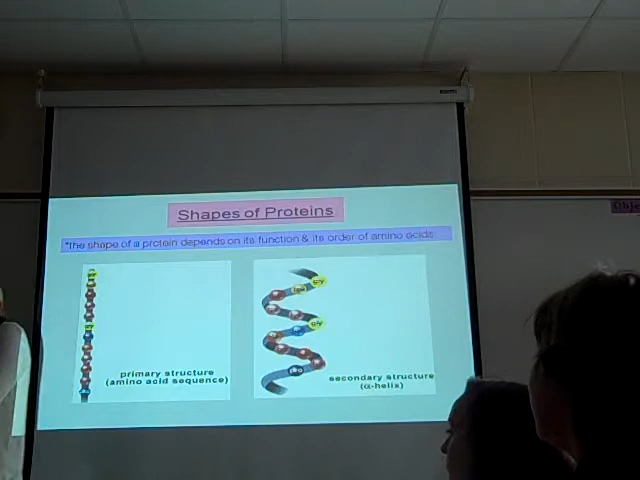 Shapes of Proteins
*The shape of a protein depends on its function & its order of amino acids.
primary structure
(amino acid sequence)
secondary structure
(α-helix)
Obje